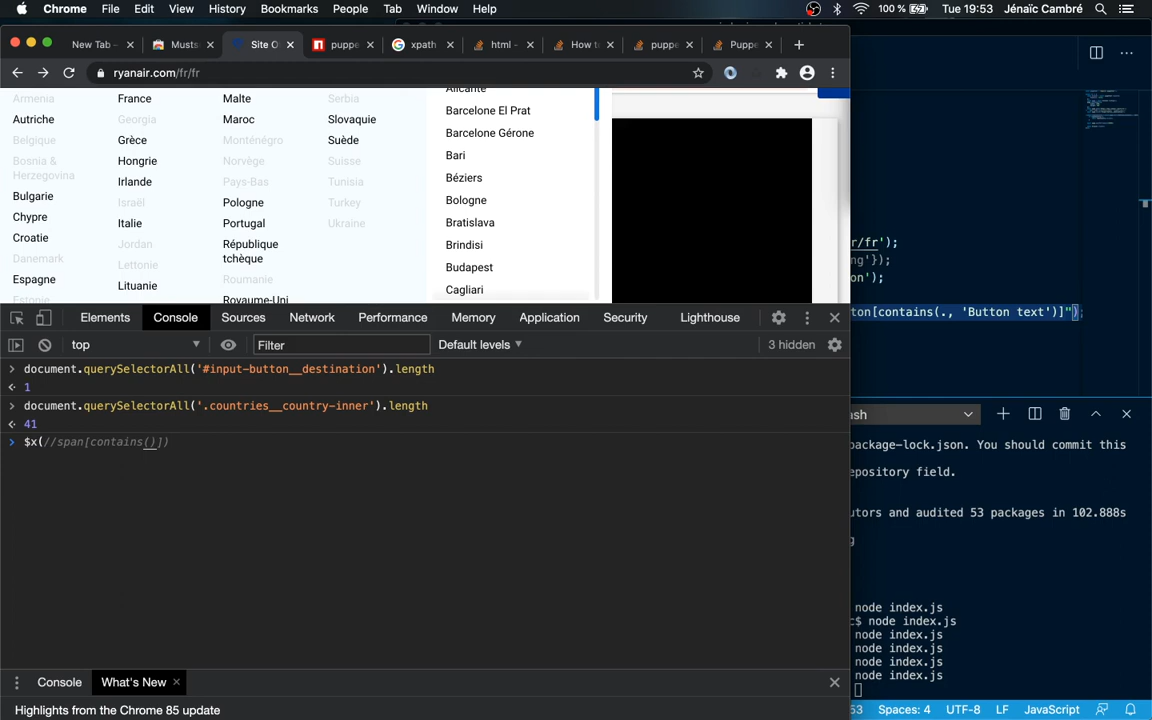 Chrome File Edit View History Bookmarks People Tab Window Help 100 % Tue 19:53 Jénaïc Cambré
New Tab - Musts Site O puppe xpath html - How t puppe Puppe
ryanair.com/fr/fr
Armenia
Autriche
Belgique
Bosnia &
Herzegovina
Bulgarie
Chypre
Croatie
Danemark
Espagne
Estonie
France
Georgia
Grèce
Hongrie
Irlande
Israël
Italie
Jordan
Lettonie
Lituanie
Malte
Maroc
Monténégro
Norvège
Pays-Bas
Pologne
Portugal
République
tchèque
Roumanie
Royaume-Uni
Serbia
Slovaquie
Suède
Suisse
Tunisia
Turkey
Ukraine
Alicante
Barcelone El Prat
Barcelone Gérone
Bari
Béziers
Bologne
Bratislava
Brindisi
Budapest
Cagliari
r/fr');
ng'});
on');
ton[contains(., 'Button text')]");
Elements Console Sources Network Performance Memory Application Security Lighthouse
top Filter Default levels 3 hidden
document.querySelectorAll('#input-button__destination').length
1
document.querySelectorAll('.countries__country-inner').length
41
$x(//span[contains()])
ash
package-lock.json. You should commit this
epository field.
utors and audited 53 packages in 102.888s
g
node index.js
c$ node index.js
node index.js
node index.js
node index.js
node index.js
Console What's New
Highlights from the Chrome 85 update
53 Spaces: 4 UTF-8 LF JavaScript